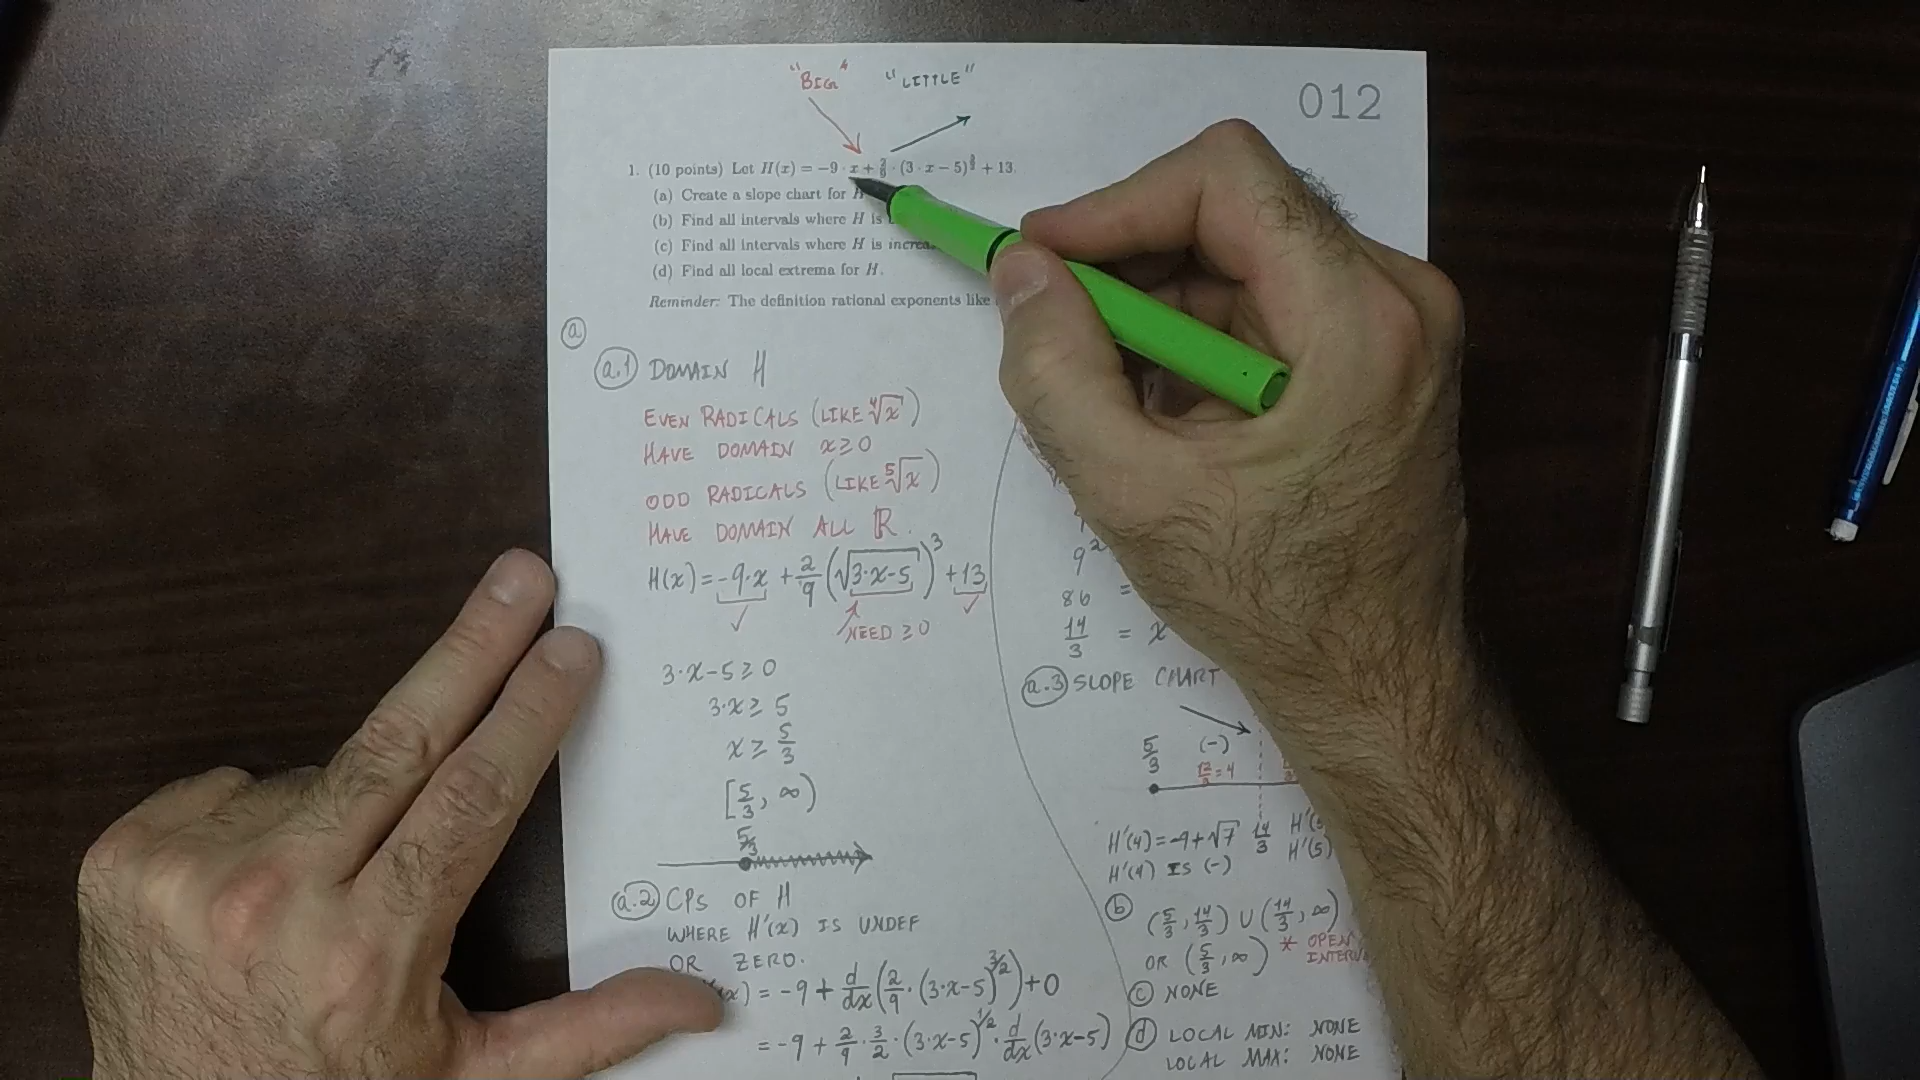 "BIG" "LITTLE"
012
1. (10 points) Let H(x) = −9 · x + 2/9 · (3 · x − 5)^{3/2} + 13.
(a) Create a slope chart for H
(b) Find all intervals where H is
(c) Find all intervals where H is increa
(d) Find all local extrema for H.
Reminder: The definition rational exponents like
(a)
(a.1) DOMAIN H
EVEN RADICALS (LIKE ⁴√x)
HAVE DOMAIN x ≥ 0
ODD RADICALS (LIKE ⁵√x)
HAVE DOMAIN ALL ℝ.
H(x) = -9·x + 2/9 (√3·x-5)³ + 13
✓ NEED ≥ 0 ✓
3·x-5 ≥ 0
3·x ≥ 5
x ≥ 5/3
[5/3, ∞)
5/3
(a.2) CPs OF H
WHERE H'(x) IS UNDEF
OR ZERO.
(x) = -9 + d/dx(2/9·(3·x-5)^{3/2}) + 0
= -9 + 2/9·3/2·(3·x-5)^{1/2}·d/dx(3·x-5)
9²
86 =
14/3 = x
(a.3) SLOPE CHART
5/3 (-)
12/3=4
H'(4) = -9+√7 14/3 H'(5)
H'(4) IS (-) H'(5)
(b) (5/3, 14/3) ∪ (14/3, ∞)
OR (5/3, ∞) * OPEN
INTERV
(c) NONE
(d) LOCAL MIN: NONE
LOCAL MAX: NONE